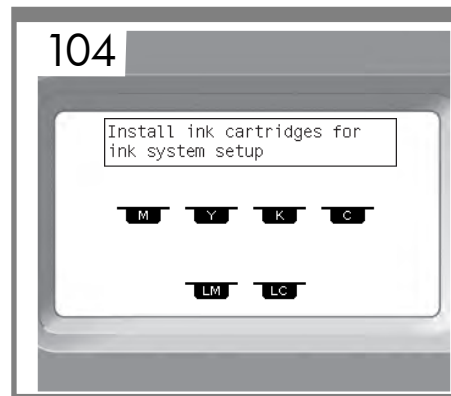 104
Install ink cartridges for
ink system setup
M Y K C
LM LC